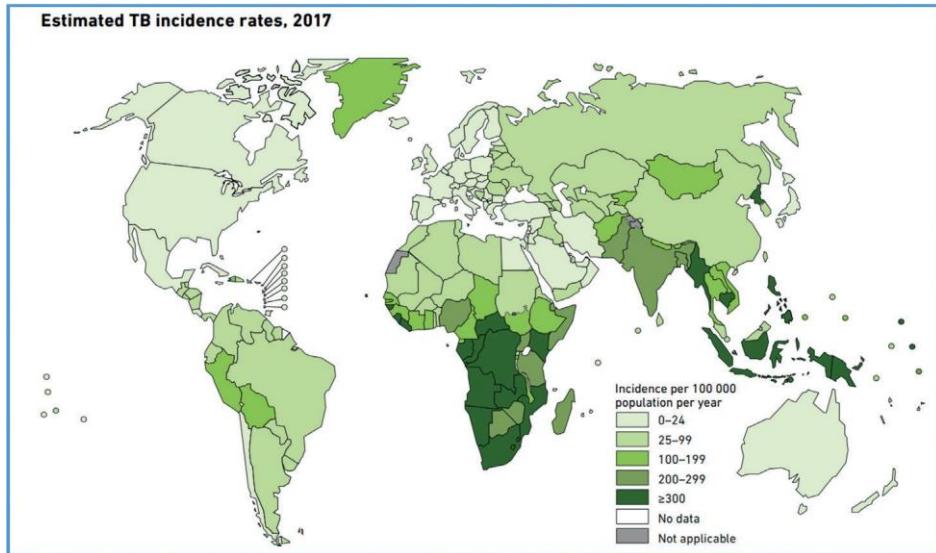 Estimated TB incidence rates, 2017
Incidence per 100 000
population per year
0–24
25–99
100–199
200–299
≥300
No data
Not applicable